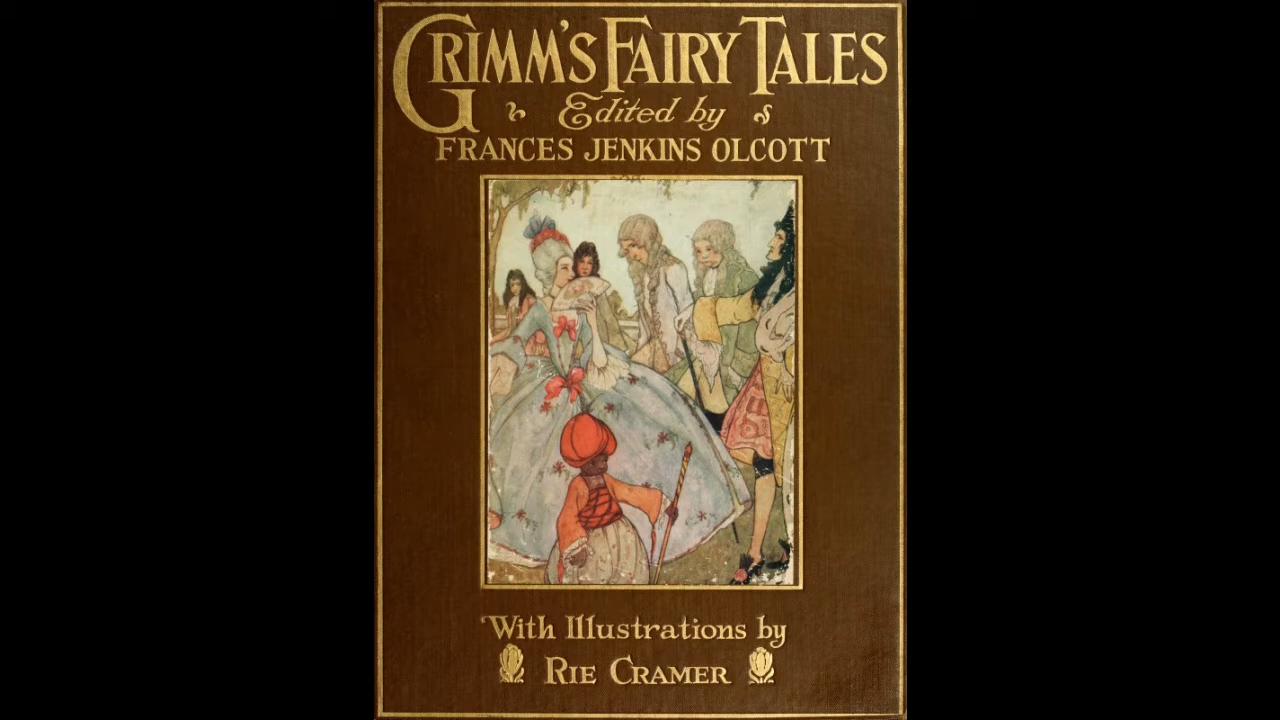 GRIMM'S FAIRY TALES
Edited by
FRANCES JENKINS OLCOTT
With Illustrations by
RIE CRAMER